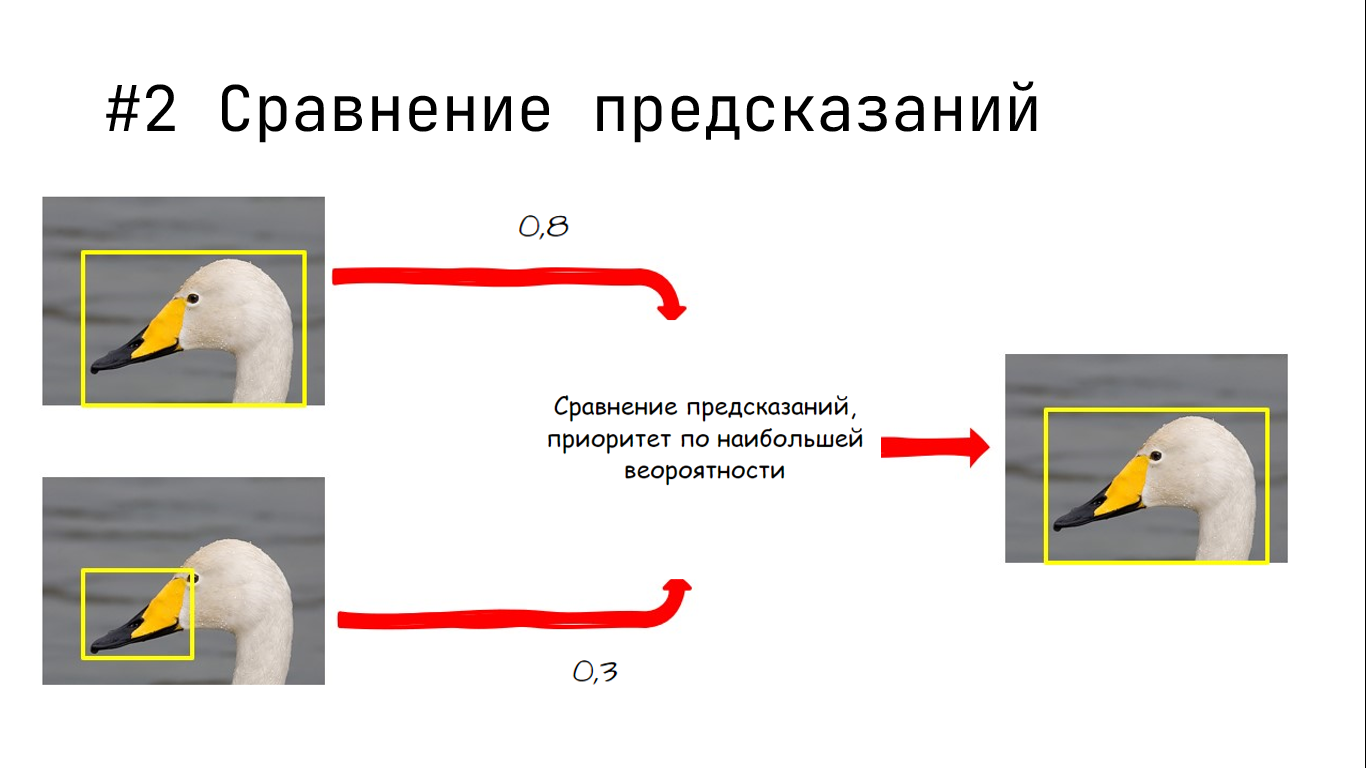 #2 Сравнение предсказаний
0,8
Сравнение предсказаний,
приоритет по наибольшей
веороятности
0,3